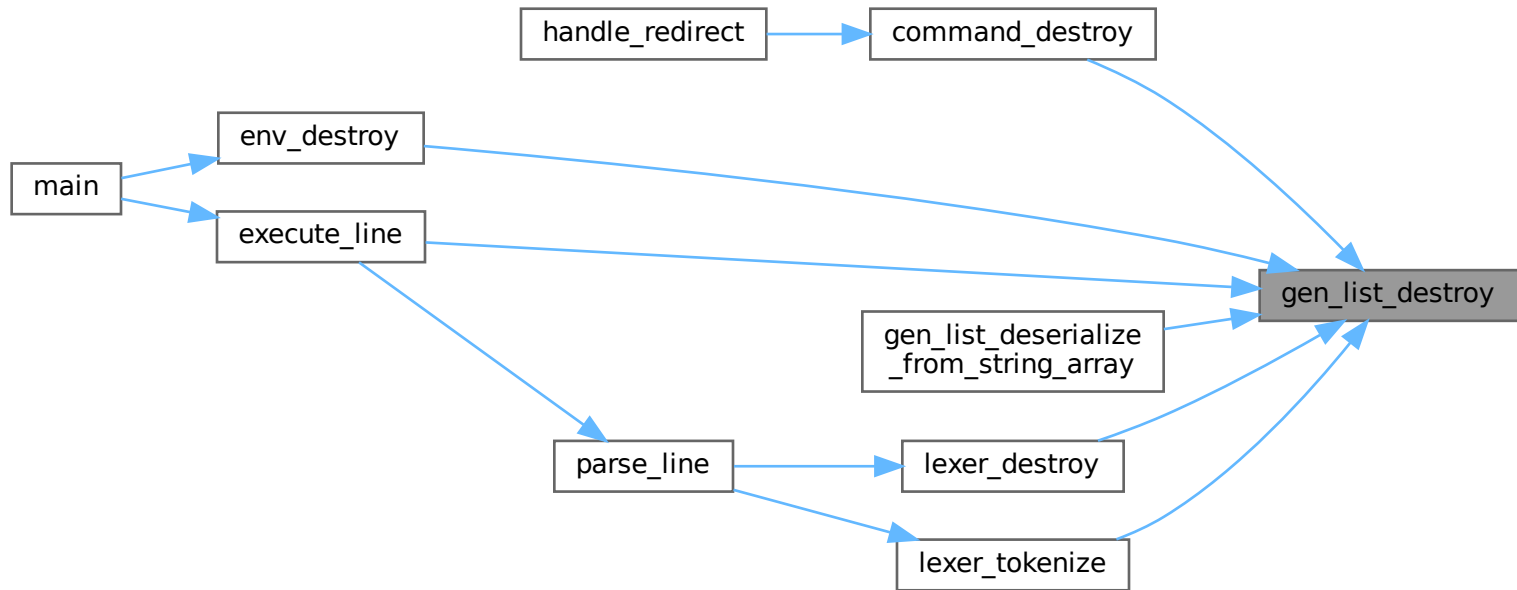 handle_redirect
command_destroy
env_destroy
main
execute_line
gen_list_destroy
gen_list_deserialize
_from_string_array
parse_line
lexer_destroy
lexer_tokenize